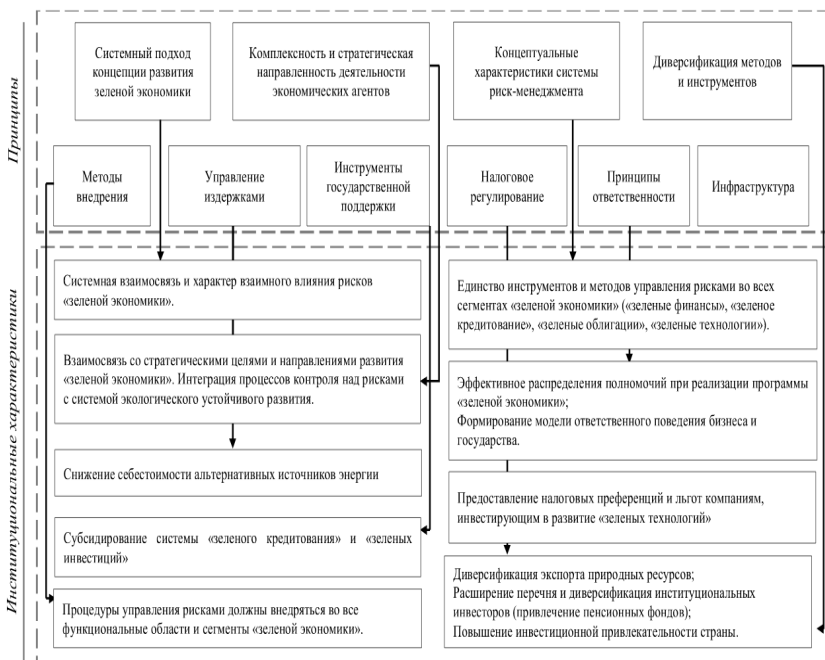 Принципы
Системный подход
концепции развития
зеленой экономики
Комплексность и стратегическая
направленность деятельности
экономических агентов
Концептуальные
характеристики системы
риск-менеджмента
Диверсификация методов
и инструментов
Методы
внедрения
Управление
издержками
Инструменты
государственной
поддержки
Налоговое
регулирование
Принципы
ответственности
Инфраструктура
Институциональные характеристики
Системная взаимосвязь и характер взаимного влияния рисков
«зеленой экономики».
Взаимосвязь со стратегическими целями и направлениями развития
«зеленой экономики». Интеграция процессов контроля над рисками
с системой экологического устойчивого развития.
Снижение себестоимости альтернативных источников энергии
Субсидирование системы «зеленого кредитования» и «зеленых
инвестиций»
Процедуры управления рисками должны внедряться во все
функциональные области и сегменты «зеленой экономики».
Единство инструментов и методов управления рисками во всех
сегментах «зеленой экономики» («зеленые финансы», «зеленое
кредитование», «зеленые облигации», «зеленые технологии»).
Эффективное распределения полномочий при реализации программы
«зеленой экономики»;
Формирование модели ответственного поведения бизнеса и
государства.
Предоставление налоговых преференций и льгот компаниям,
инвестирующим в развитие «зеленых технологий»
Диверсификация экспорта природных ресурсов;
Расширение перечня и диверсификация институциональных
инвесторов (привлечение пенсионных фондов);
Повышение инвестиционной привлекательности страны.